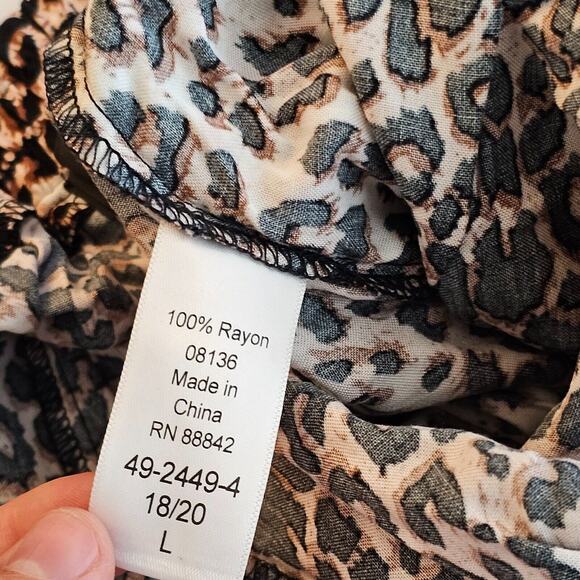 100% Rayon
08136
Made in
China
RN 88842
49-2449-4
18/20
L